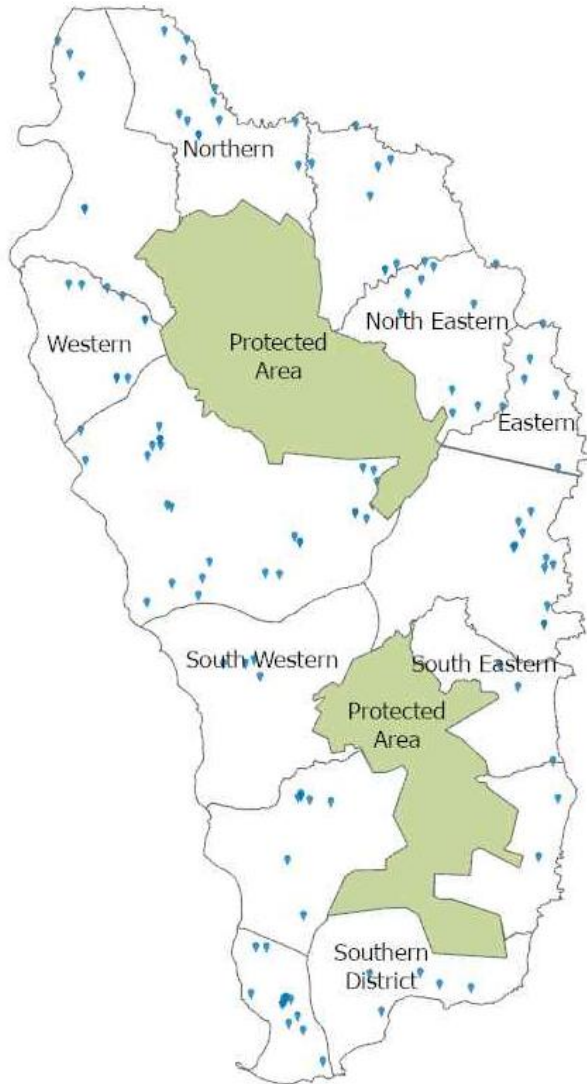 Northern
Western
Protected
Area
North Eastern
Eastern
South Western
South Eastern
Protected
Area
Southern
District